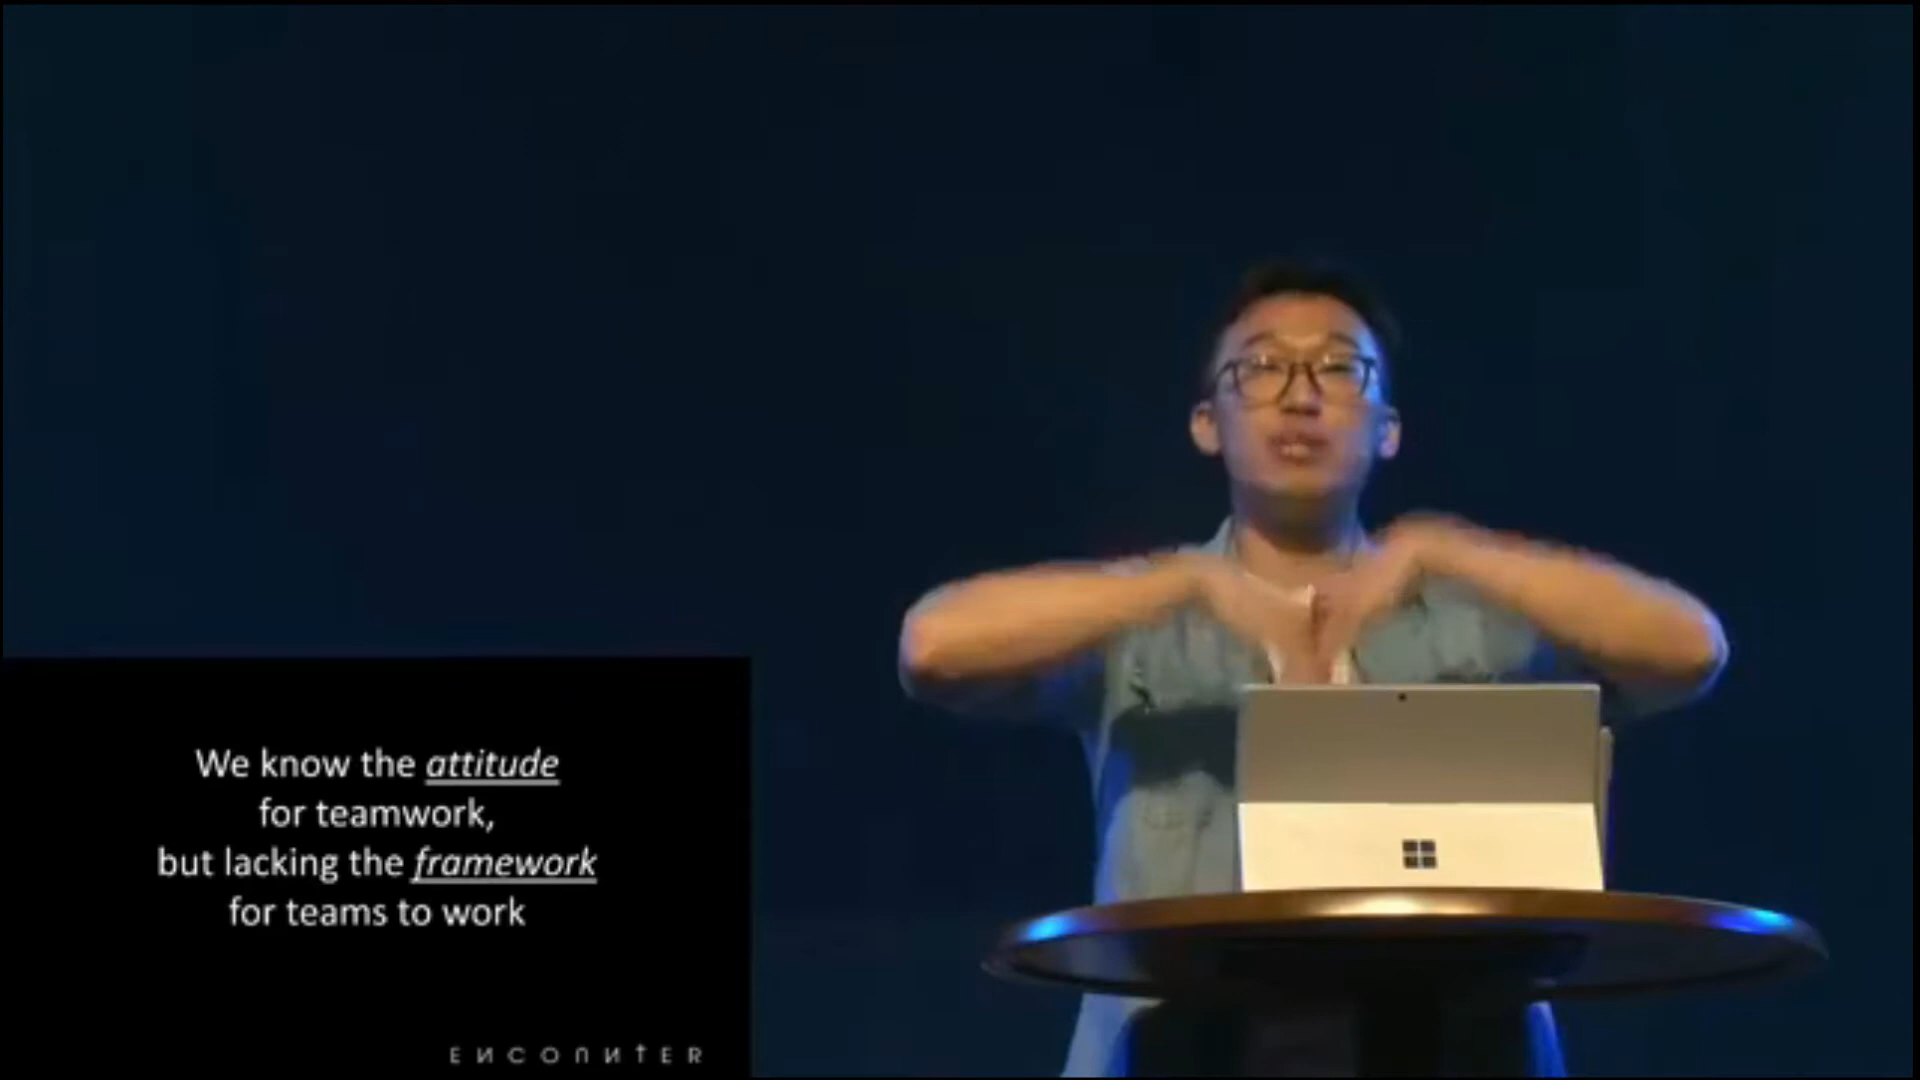 We know the attitude
for teamwork,
but lacking the framework
for teams to work
ENCOUNTER